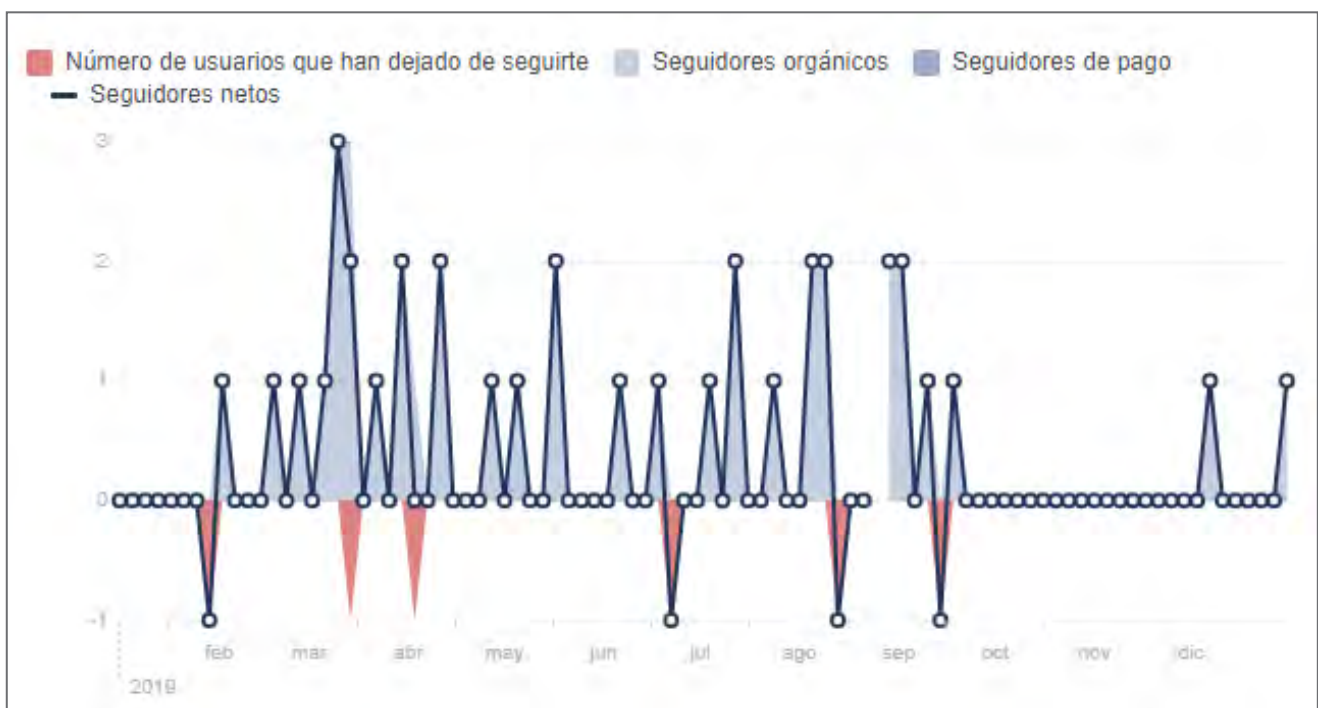 Número de usuarios que han dejado de seguirte Seguidores orgánicos Seguidores de pago
Seguidores netos
3
2
1
0
-1
feb mar abr may. jun jul ago sep oct nov dic.
2019